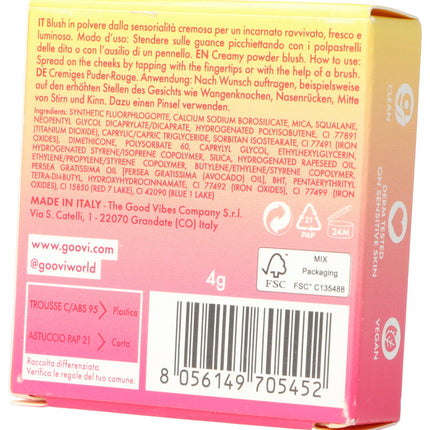 IT Blush in polvere dalla sensorialità cremosa per un incarnato ravvivato, fresco e
luminoso. Modo d'uso: Stendere sulle guance picchiettando con i polpastrelli
delle dita o con l'ausilio di un pennello. EN Creamy powder blush. How to use:
Spread on the cheeks by tapping with the fingertips or with the help of a brush.
DE Cremiges Puder-Rouge. Anwendung: Nach Wunsch auftragen, beispielsweise
auf den erhöhten Stellen des Gesichts wie Wangenknochen, Nasenrücken, Mitte
von Stirn und Kinn. Dazu einen Pinsel verwenden.
Ingredients: SYNTHETIC FLUORPHLOGOPITE, CALCIUM SODIUM BOROSILICATE, MICA, SQUALANE,
NEOPENTYL GLYCOL DICAPRYLATE/DICAPRATE, HYDROGENATED POLYISOBUTENE, CI 77891
(TITANIUM DIOXIDE), CAPRYLIC/CAPRIC TRIGLYCERIDE, SORBITAN ISOSTEARATE, CI 77491 (IRON
OXIDES), DIMETHICONE, POLYSORBATE 60, CAPRYLYL GLYCOL, ETHYLHEXYLGLYCERIN,
HYDROGENATED STYRENE/ISOPRENE COPOLYMER, SILICA, HYDROGENATED RAPESEED OIL,
ETHYLENE/PROPYLENE/STYRENE COPOLYMER, BUTYLENE/ETHYLENE/STYRENE COPOLYMER,
PERSEA GRATISSIMA OIL (PERSEA GRATISSIMA (AVOCADO) OIL), BHT, PENTAERYTHRITYL
TETRA-DI-T-BUTYL HYDROXYHYDROCINNAMATE, CI 77492 (IRON OXIDES), CI 77499 (IRON
OXIDES), CI 15850 (RED 7 LAKE), CI 42090 (BLUE 1 LAKE)
MADE IN ITALY - The Good Vibes Company S.r.l.
Via S. Catelli, 1 - 22070 Grandate (CO) Italy
21
PAP
24M
www.goovi.com
@gooviworld
4g
FSC
MIX
Packaging
FSC® C135488
TROUSSE C/ABS 95 Plastica
ASTUCCIO PAP 21 Carta
Raccolta differenziata.
Verifica le regole del tuo comune.
8 056149 705452
CLEAN
DERM TESTED
ON SENSITIVE
SKIN
VEGAN